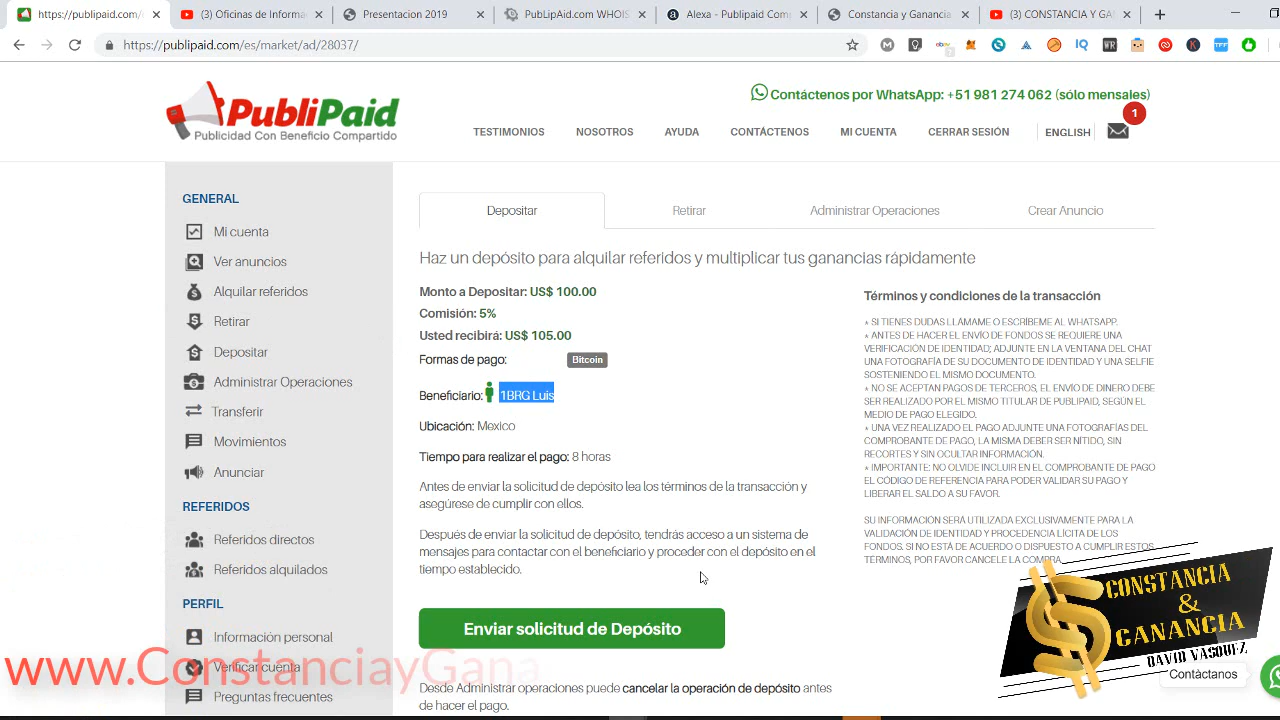 https://publipaid.com/
(3) Oficinas de Informa
Presentacion 2019
PubLipAid.com WHOIS
Alexa - Publipaid Com
Constancia y Ganancia
(3) CONSTANCIA Y GA
https://publipaid.com/es/market/ad/28037/
PubliPaid
Publicidad Con Beneficio Compartido
Contáctenos por WhatsApp: +51 981 274 062 (sólo mensales)
TESTIMONIOS
NOSOTROS
AYUDA
CONTÁCTENOS
MI CUENTA
CERRAR SESIÓN
ENGLISH
1
GENERAL
Mi cuenta
Ver anuncios
Alquilar referidos
Retirar
Depositar
Administrar Operaciones
Transferir
Movimientos
Anunciar
REFERIDOS
Referidos directos
Referidos alquilados
PERFIL
Información personal
Verificar cuenta
Preguntas frecuentes
Depositar
Retirar
Administrar Operaciones
Crear Anuncio
Haz un depósito para alquilar referidos y multiplicar tus ganancias rápidamente
Monto a Depositar: US$ 100.00
Comisión: 5%
Usted recibirá: US$ 105.00
Formas de pago: Bitcoin
Beneficiario: 1BRG Luis
Ubicación: Mexico
Tiempo para realizar el pago: 8 horas
Antes de enviar la solicitud de depósito lea los términos de la transacción y
asegúrese de cumplir con ellos.
Después de enviar la solicitud de depósito, tendrás acceso a un sistema de
mensajes para contactar con el beneficiario y proceder con el depósito en el
tiempo establecido.
Enviar solicitud de Depósito
Desde Administrar operaciones puede cancelar la operación de depósito antes
de hacer el pago.
Términos y condiciones de la transacción
* SI TIENES DUDAS LLÁMAME O ESCRÍBEME AL WHATSAPP.
* ANTES DE HACER EL ENVÍO DE FONDOS SE REQUIERE UNA
VERIFICACIÓN DE IDENTIDAD; ADJUNTE EN LA VENTANA DEL CHAT
UNA FOTOGRAFÍA DE SU DOCUMENTO DE IDENTIDAD Y UNA SELFIE
SOSTENIENDO EL MISMO DOCUMENTO.
* NO SE ACEPTAN PAGOS DE TERCEROS, EL ENVÍO DE DINERO DEBE
SER REALIZADO POR EL MISMO TITULAR DE PUBLIPAID, SEGÚN EL
MEDIO DE PAGO ELEGIDO.
* UNA VEZ REALIZADO EL PAGO ADJUNTE UNA FOTOGRAFÍAS DEL
COMPROBANTE DE PAGO, LA MISMA DEBER SER NÍTIDO, SIN
RECORTES Y SIN OCULTAR INFORMACIÓN.
* IMPORTANTE: NO OLVIDE INCLUIR EN EL COMPROBANTE DE PAGO
EL CÓDIGO DE REFERENCIA PARA PODER VALIDAR SU PAGO Y
LIBERAR EL SALDO A SU FAVOR.
SU INFORMACIÓN SERÁ UTILIZADA EXCLUSIVAMENTE PARA LA
VALIDACIÓN DE IDENTIDAD Y PROCEDENCIA LÍCITA DE LOS
FONDOS. SI NO ESTÁ DE ACUERDO O DISPUESTO A CUMPLIR ESTOS
TERMINOS, POR FAVOR CANCELE LA COMPRA.
CONSTANCIA
&
GANANCIA
DAVID VASQUEZ
Contáctanos
www.ConstanciayGana